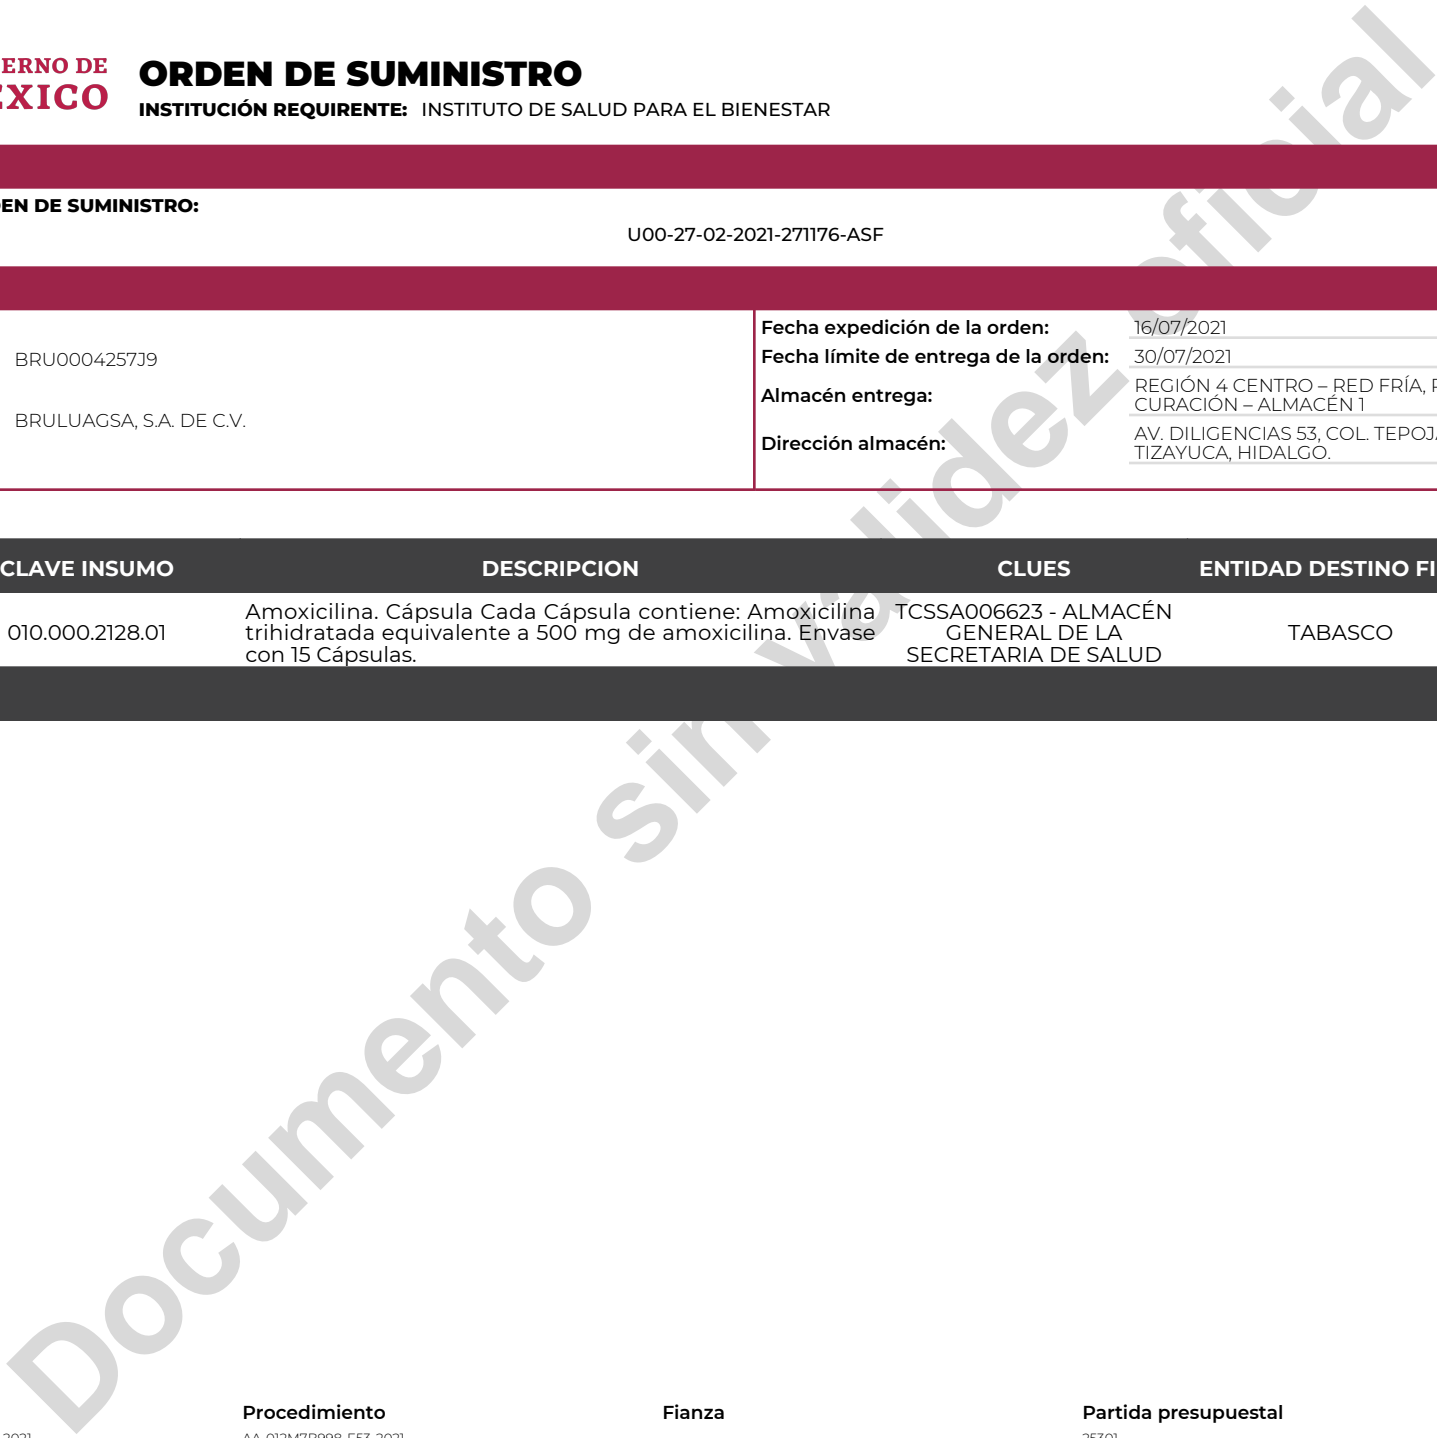 ERNO DE
EXICO
ORDEN DE SUMINISTRO
INSTITUCIÓN REQUIRENTE: INSTITUTO DE SALUD PARA EL BIENESTAR
EN DE SUMINISTRO:
U00-27-02-2021-271176-ASF
BRU0004257J9
BRULUAGSA, S.A. DE C.V.
Fecha expedición de la orden: 16/07/2021
Fecha límite de entrega de la orden: 30/07/2021
Almacén entrega: REGIÓN 4 CENTRO – RED FRÍA,
CURACIÓN – ALMACÉN 1
Dirección almacén: AV. DILIGENCIAS 53, COL. TEPOJA
TIZAYUCA, HIDALGO.
CLAVE INSUMO DESCRIPCION CLUES ENTIDAD DESTINO FI
010.000.2128.01
Amoxicilina. Cápsula Cada Cápsula contiene: Amoxicilina
trihidratada equivalente a 500 mg de amoxicilina. Envase
con 15 Cápsulas.
TCSSA006623 - ALMACÉN
GENERAL DE LA
SECRETARIA DE SALUD
TABASCO
Documento sin validez oficial
Procedimiento Fianza Partida presupuestal